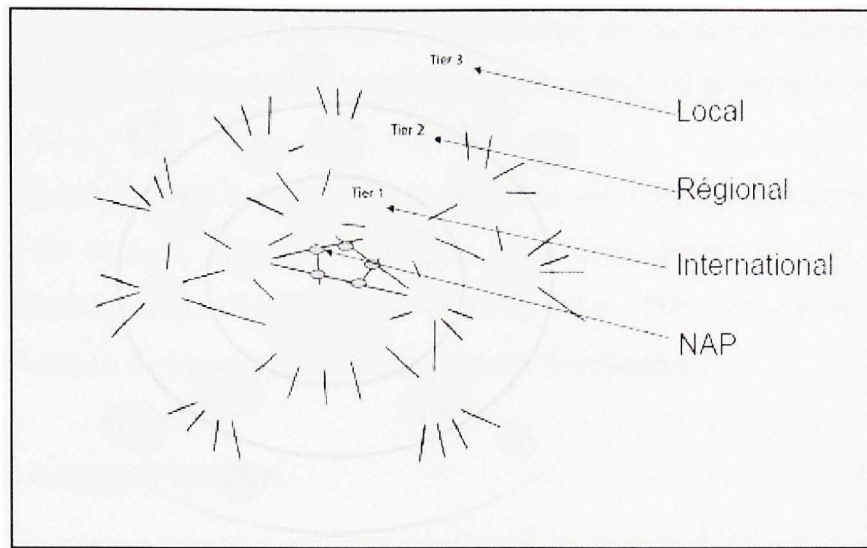 Tier 3
Local
Tier 2
Régional
Tier 1
International
NAP